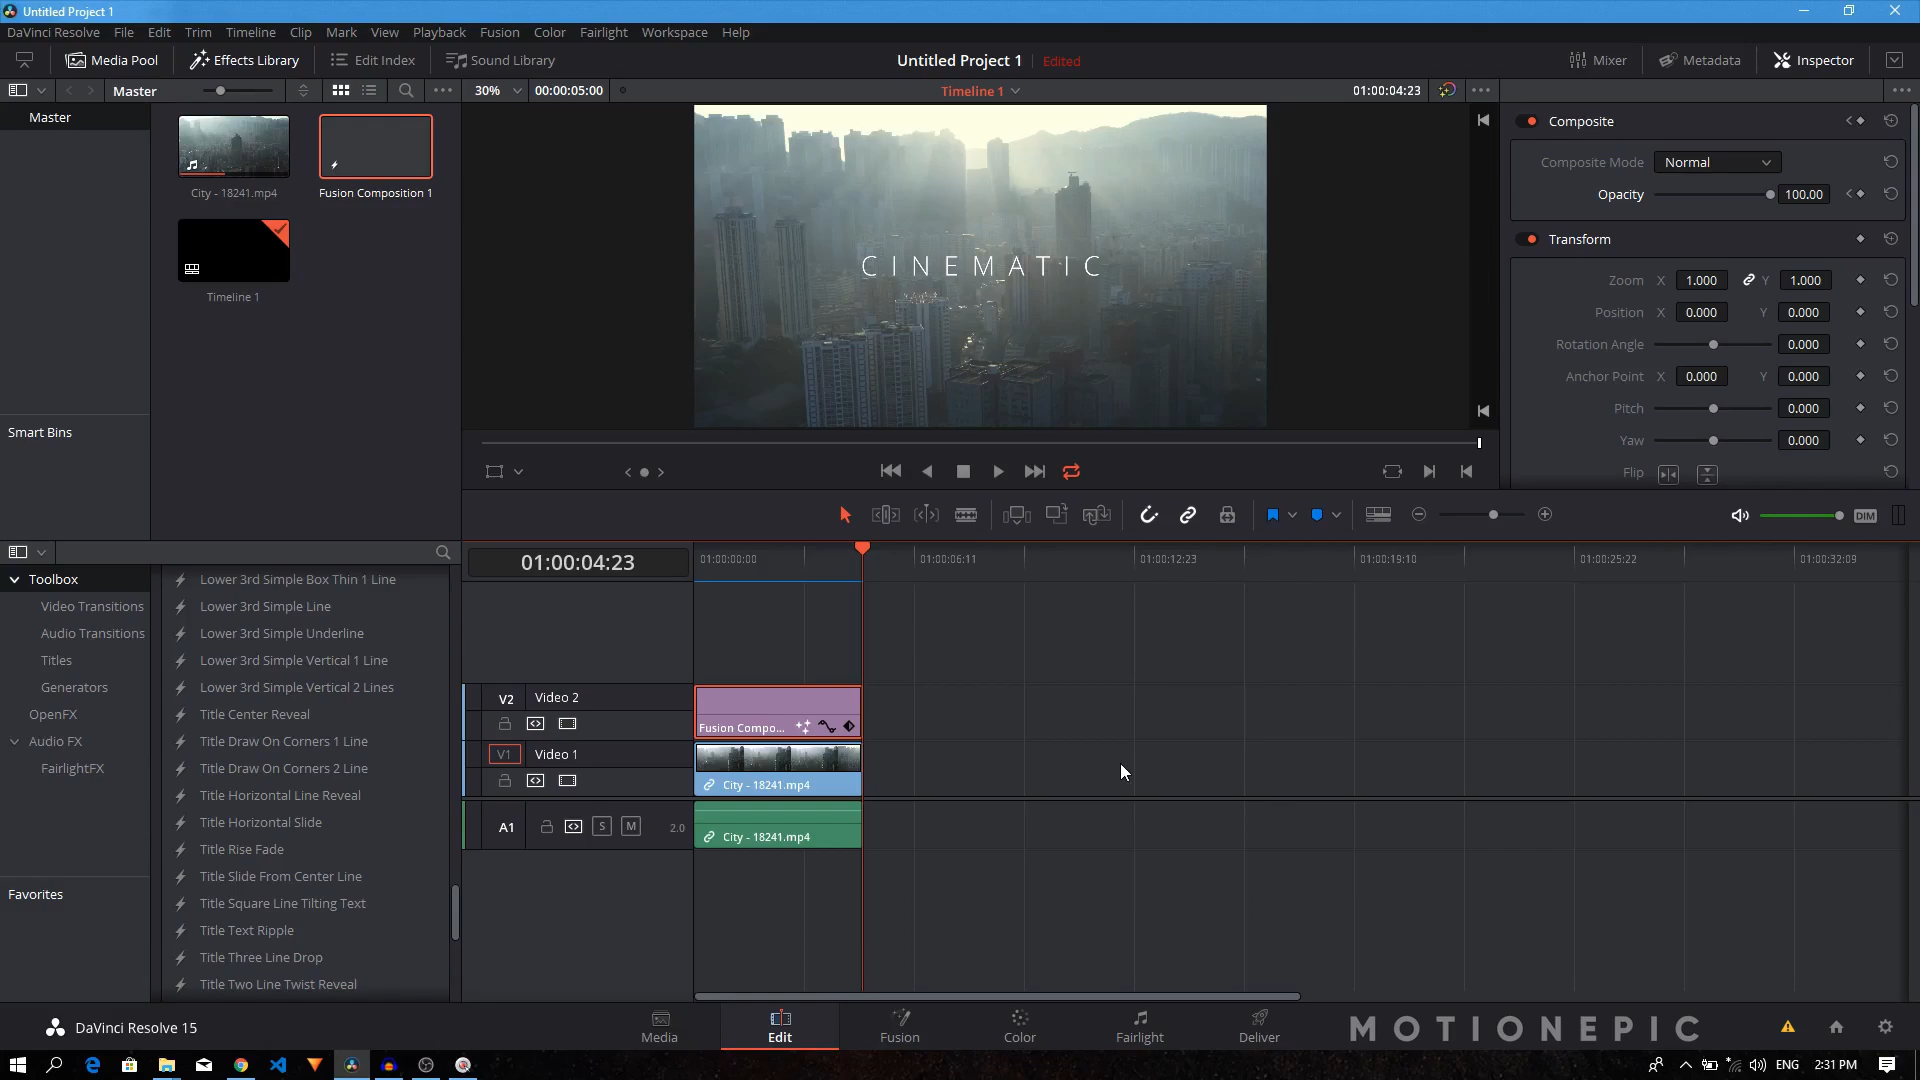 Untitled Project 1
DaVinci Resolve File Edit Trim Timeline Clip Mark View Playback Fusion Color Fairlight Workspace Help
Media Pool Effects Library Edit Index Sound Library Untitled Project 1 Edited Mixer Metadata Inspector
Master 30% 00:00:05:00 Timeline 1 01:00:04:23
Master
City - 18241.mp4 Fusion Composition 1
Timeline 1
Smart Bins
CINEMATIC
Composite
Composite Mode Normal
Opacity 100.00
Transform
Zoom X 1.000 Y 1.000
Position X 0.000 Y 0.000
Rotation Angle 0.000
Anchor Point X 0.000 Y 0.000
Pitch 0.000
Yaw 0.000
Flip
DIM
Toolbox
Video Transitions
Audio Transitions
Titles
Generators
OpenFX
Audio FX
FairlightFX
Favorites
Lower 3rd Simple Box Thin 1 Line
Lower 3rd Simple Line
Lower 3rd Simple Underline
Lower 3rd Simple Vertical 1 Line
Lower 3rd Simple Vertical 2 Lines
Title Center Reveal
Title Draw On Corners 1 Line
Title Draw On Corners 2 Line
Title Horizontal Line Reveal
Title Horizontal Slide
Title Rise Fade
Title Slide From Center Line
Title Square Line Tilting Text
Title Text Ripple
Title Three Line Drop
Title Two Line Twist Reveal
01:00:04:23 01:00:00:00 01:00:06:11 01:00:12:23 01:00:19:10 01:00:25:22 01:00:32:09
V2 Video 2
Fusion Compo...
V1 Video 1
City - 18241.mp4
A1 S M 2.0
City - 18241.mp4
DaVinci Resolve 15 Media Edit Fusion Color Fairlight Deliver MOTIONEPIC
ENG 2:31 PM